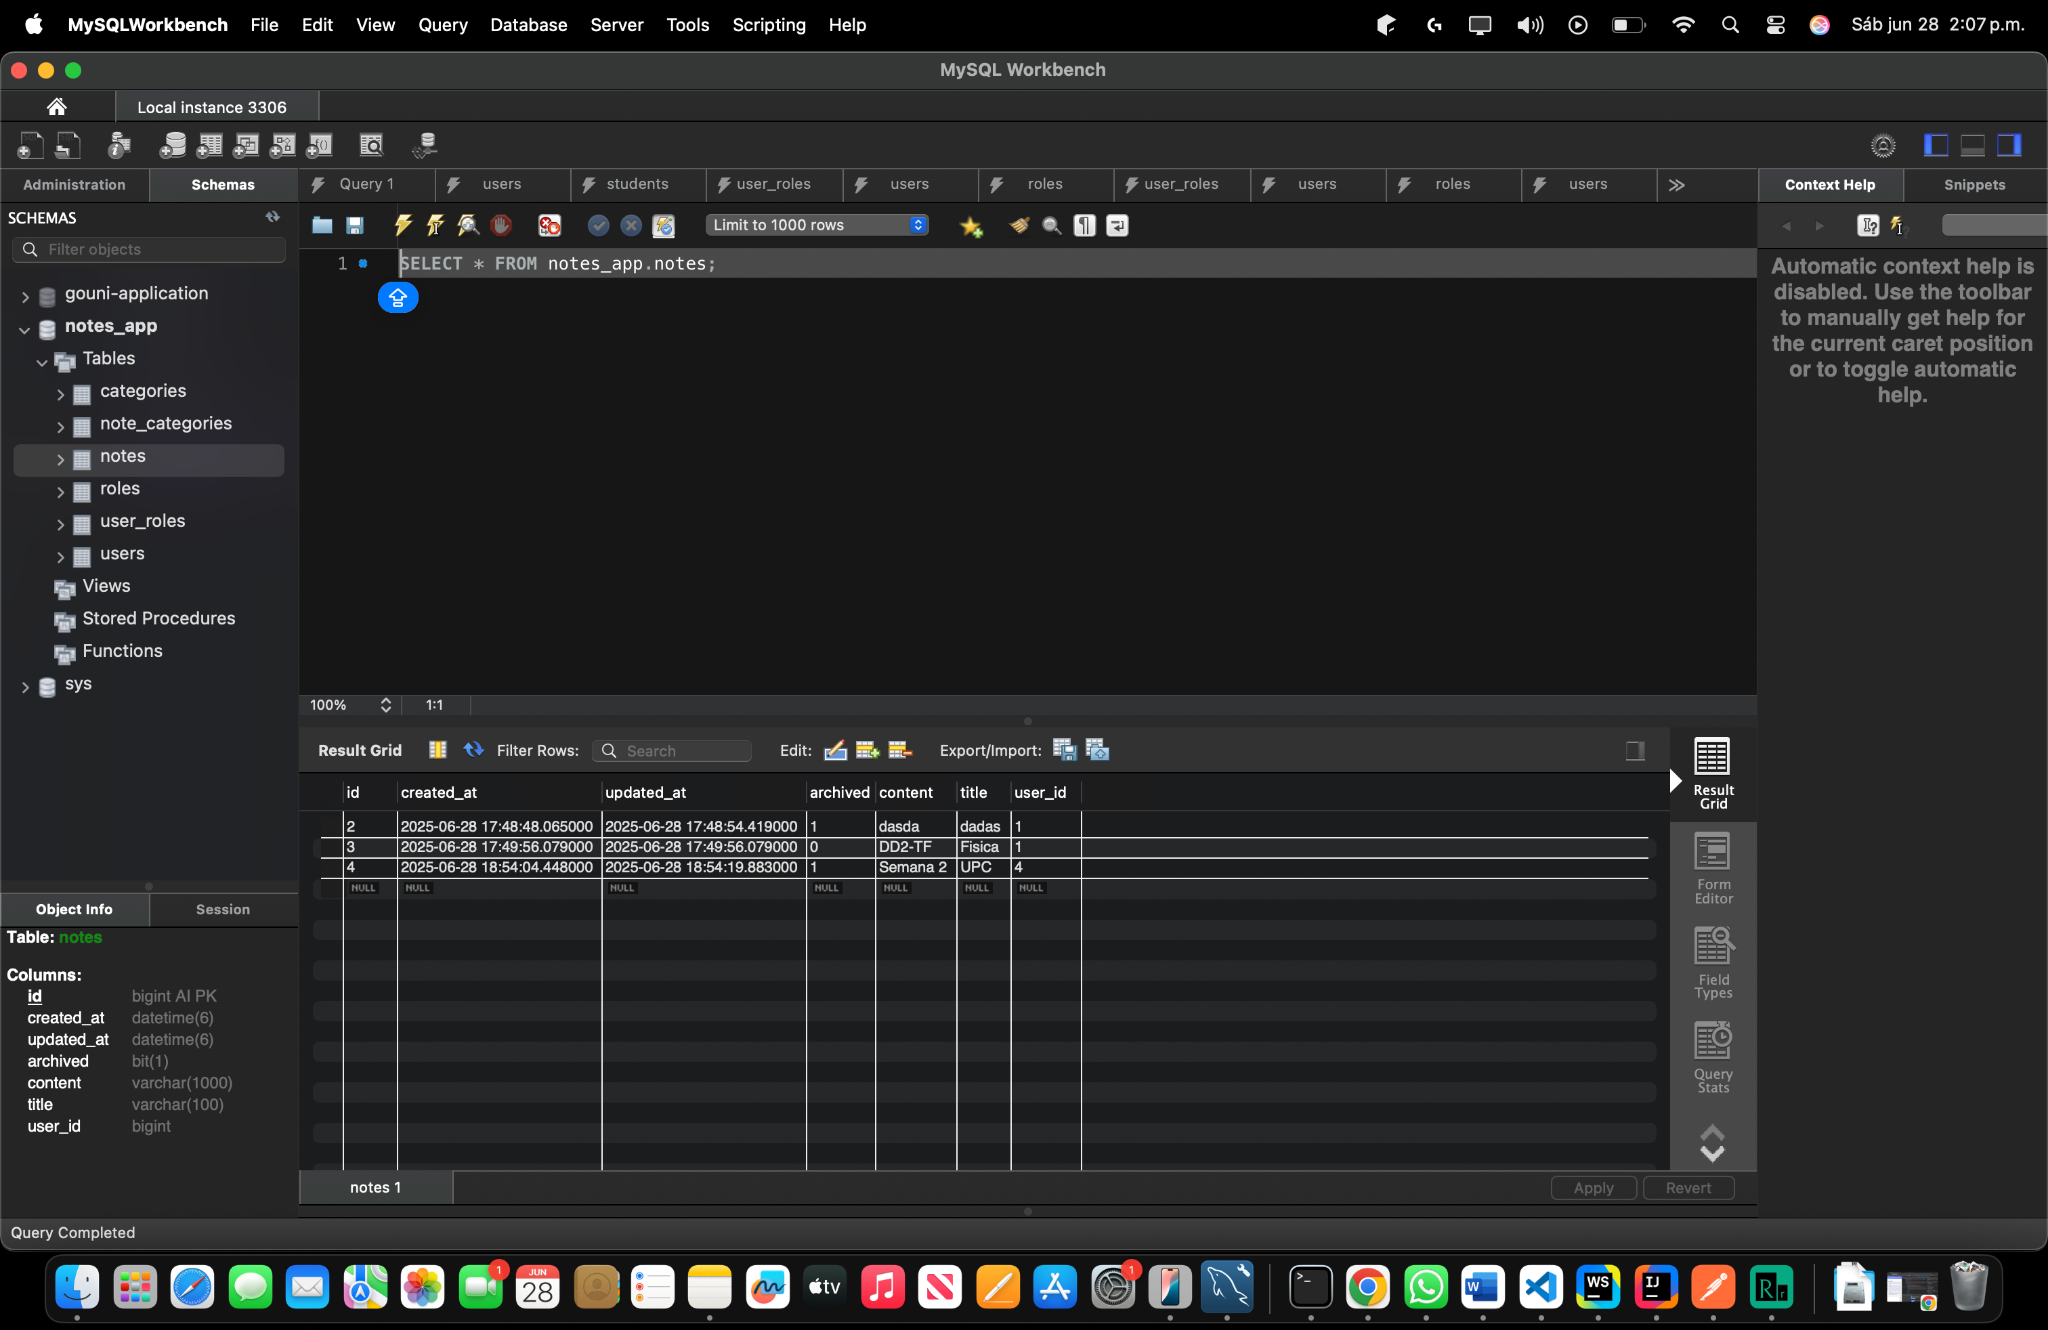 MySQLWorkbench File Edit View Query Database Server Tools Scripting Help Sáb jun 28 2:07 p.m.
MySQL Workbench
Local instance 3306
Administration Schemas Query 1 users students user_roles users roles user_roles users roles users Context Help Snippets
SCHEMAS
Filter objects
Limit to 1000 rows
1 SELECT * FROM notes_app.notes;
Automatic context help is
disabled. Use the toolbar
to manually get help for
the current caret position
or to toggle automatic
help.
gouni-application
notes_app
Tables
categories
note_categories
notes
roles
user_roles
users
Views
Stored Procedures
Functions
sys
100% 1:1
Result Grid Filter Rows: Search Edit: Export/Import:
id created_at updated_at archived content title user_id
2 2025-06-28 17:48:48.065000 2025-06-28 17:48:54.419000 1 dasda dadas 1
3 2025-06-28 17:49:56.079000 2025-06-28 17:49:56.079000 0 DD2-TF Fisica 1
4 2025-06-28 18:54:04.448000 2025-06-28 18:54:19.883000 1 Semana 2 UPC 4
NULL NULL NULL NULL NULL NULL NULL
Result
Grid
Form
Editor
Field
Types
Query
Stats
Object Info Session
Table: notes
Columns:
id bigint AI PK
created_at datetime(6)
updated_at datetime(6)
archived bit(1)
content varchar(1000)
title varchar(100)
user_id bigint
notes 1
Apply Revert
Query Completed
1
JUN
28
tv
1
W
WS
IJ
Rr